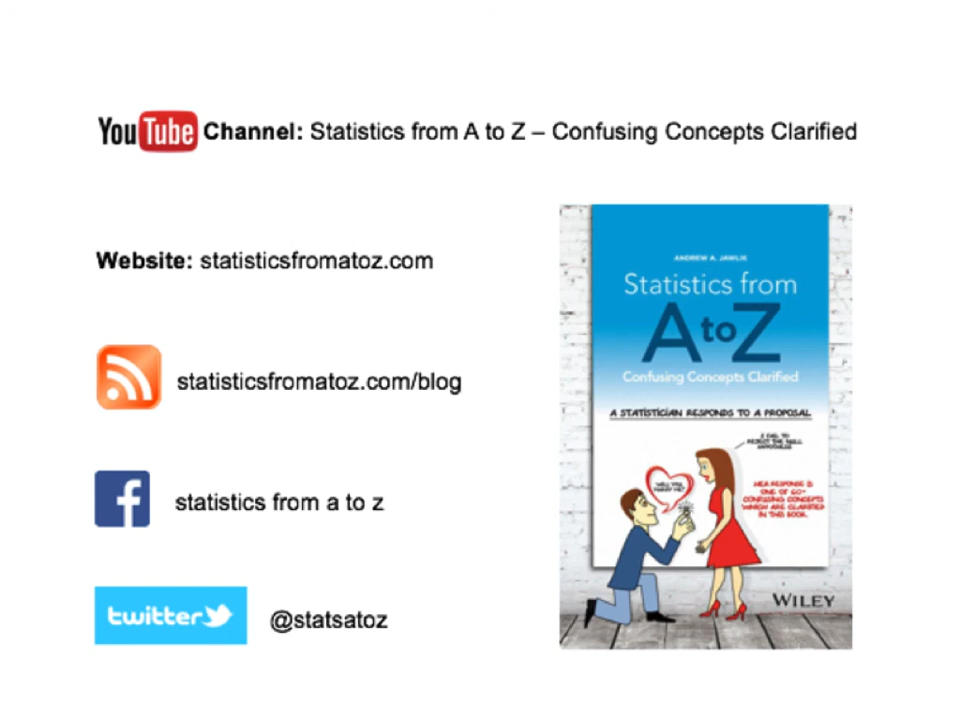 YouTube Channel: Statistics from A to Z – Confusing Concepts Clarified
Website: statisticsfromatoz.com
statisticsfromatoz.com/blog
f
statistics from a to z
twitter @statsatoz
ANDREW A. JAWLIK
Statistics from
A to Z
Confusing Concepts Clarified
A STATISTICIAN RESPONDS TO A PROPOSAL
I FAIL TO
REJECT THE NULL
HYPOTHESIS
WILL YOU
MARRY ME?
HER RESPONSE IS
ONE OF 60+
CONFUSING CONCEPTS
WHICH ARE CLARIFIED
IN THIS BOOK.
WILEY